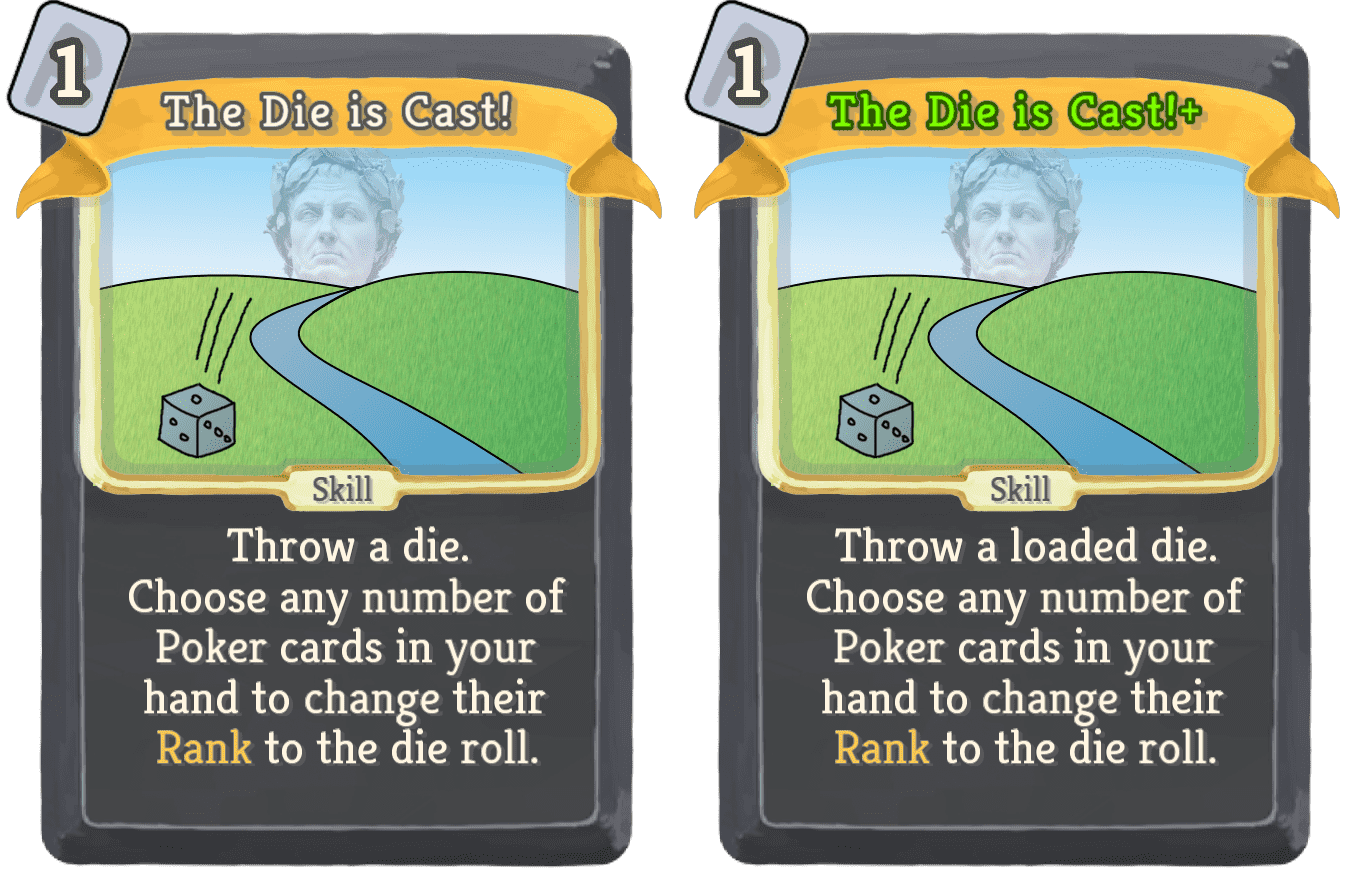 1
The Die is Cast!
Skill
Throw a die.
Choose any number of
Poker cards in your
hand to change their
Rank to the die roll.
1
The Die is Cast!+
Skill
Throw a loaded die.
Choose any number of
Poker cards in your
hand to change their
Rank to the die roll.